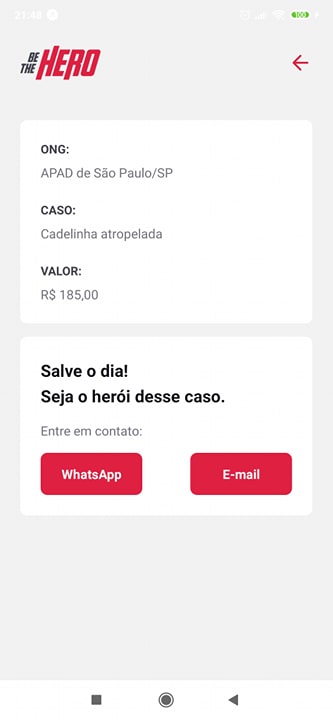 21:48
100
BE
THE HERO
ONG:
APAD de São Paulo/SP
CASO:
Cadelinha atropelada
VALOR:
R$ 185,00
Salve o dia!
Seja o herói desse caso.
Entre em contato:
WhatsApp E-mail